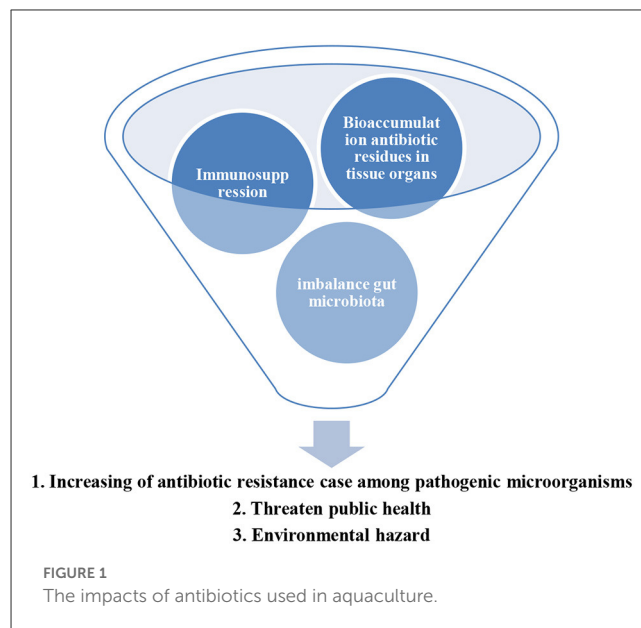 Bioaccumulat
ion antibiotic
residues in
tissue organs
Immunosupp
ression
imbalance gut
microbiota
1. Increasing of antibiotic resistance case among pathogenic microorganisms
2. Threaten public health
3. Environmental hazard
FIGURE 1
The impacts of antibiotics used in aquaculture.